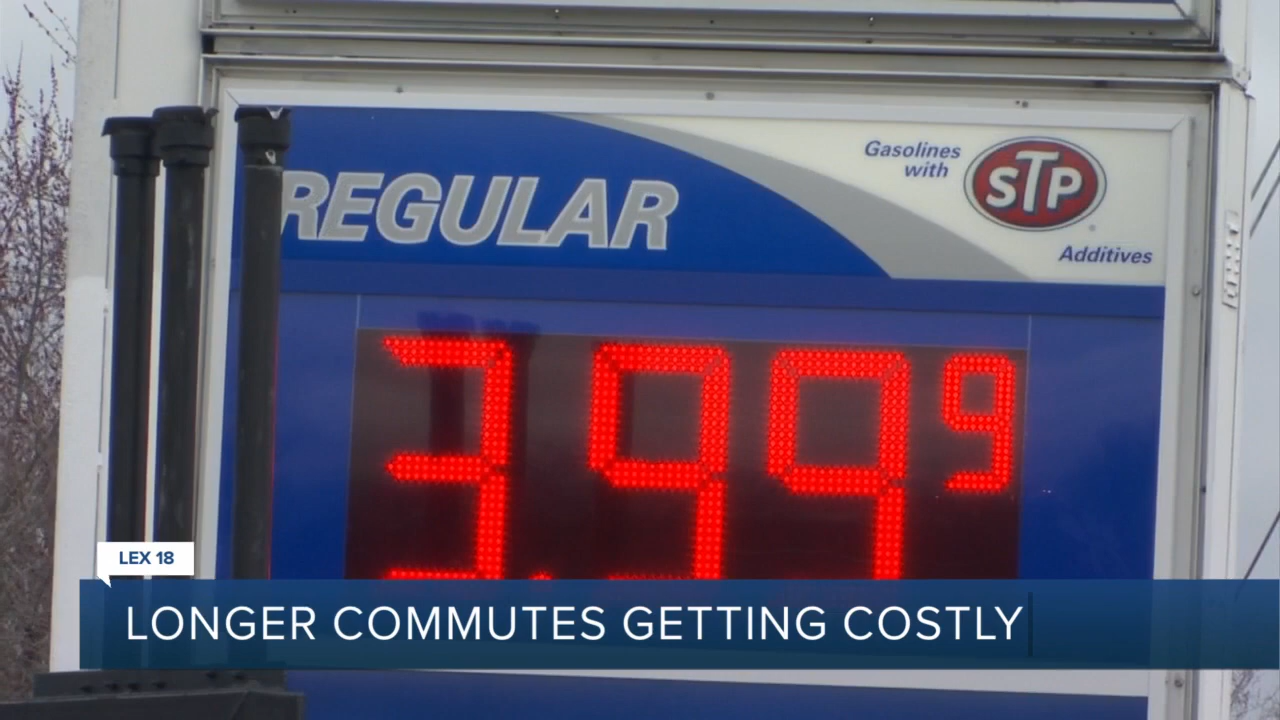 REGULAR
Gasolines
with
STP
Additives
3.99 9
LEX 18
LONGER COMMUTES GETTING COSTLY